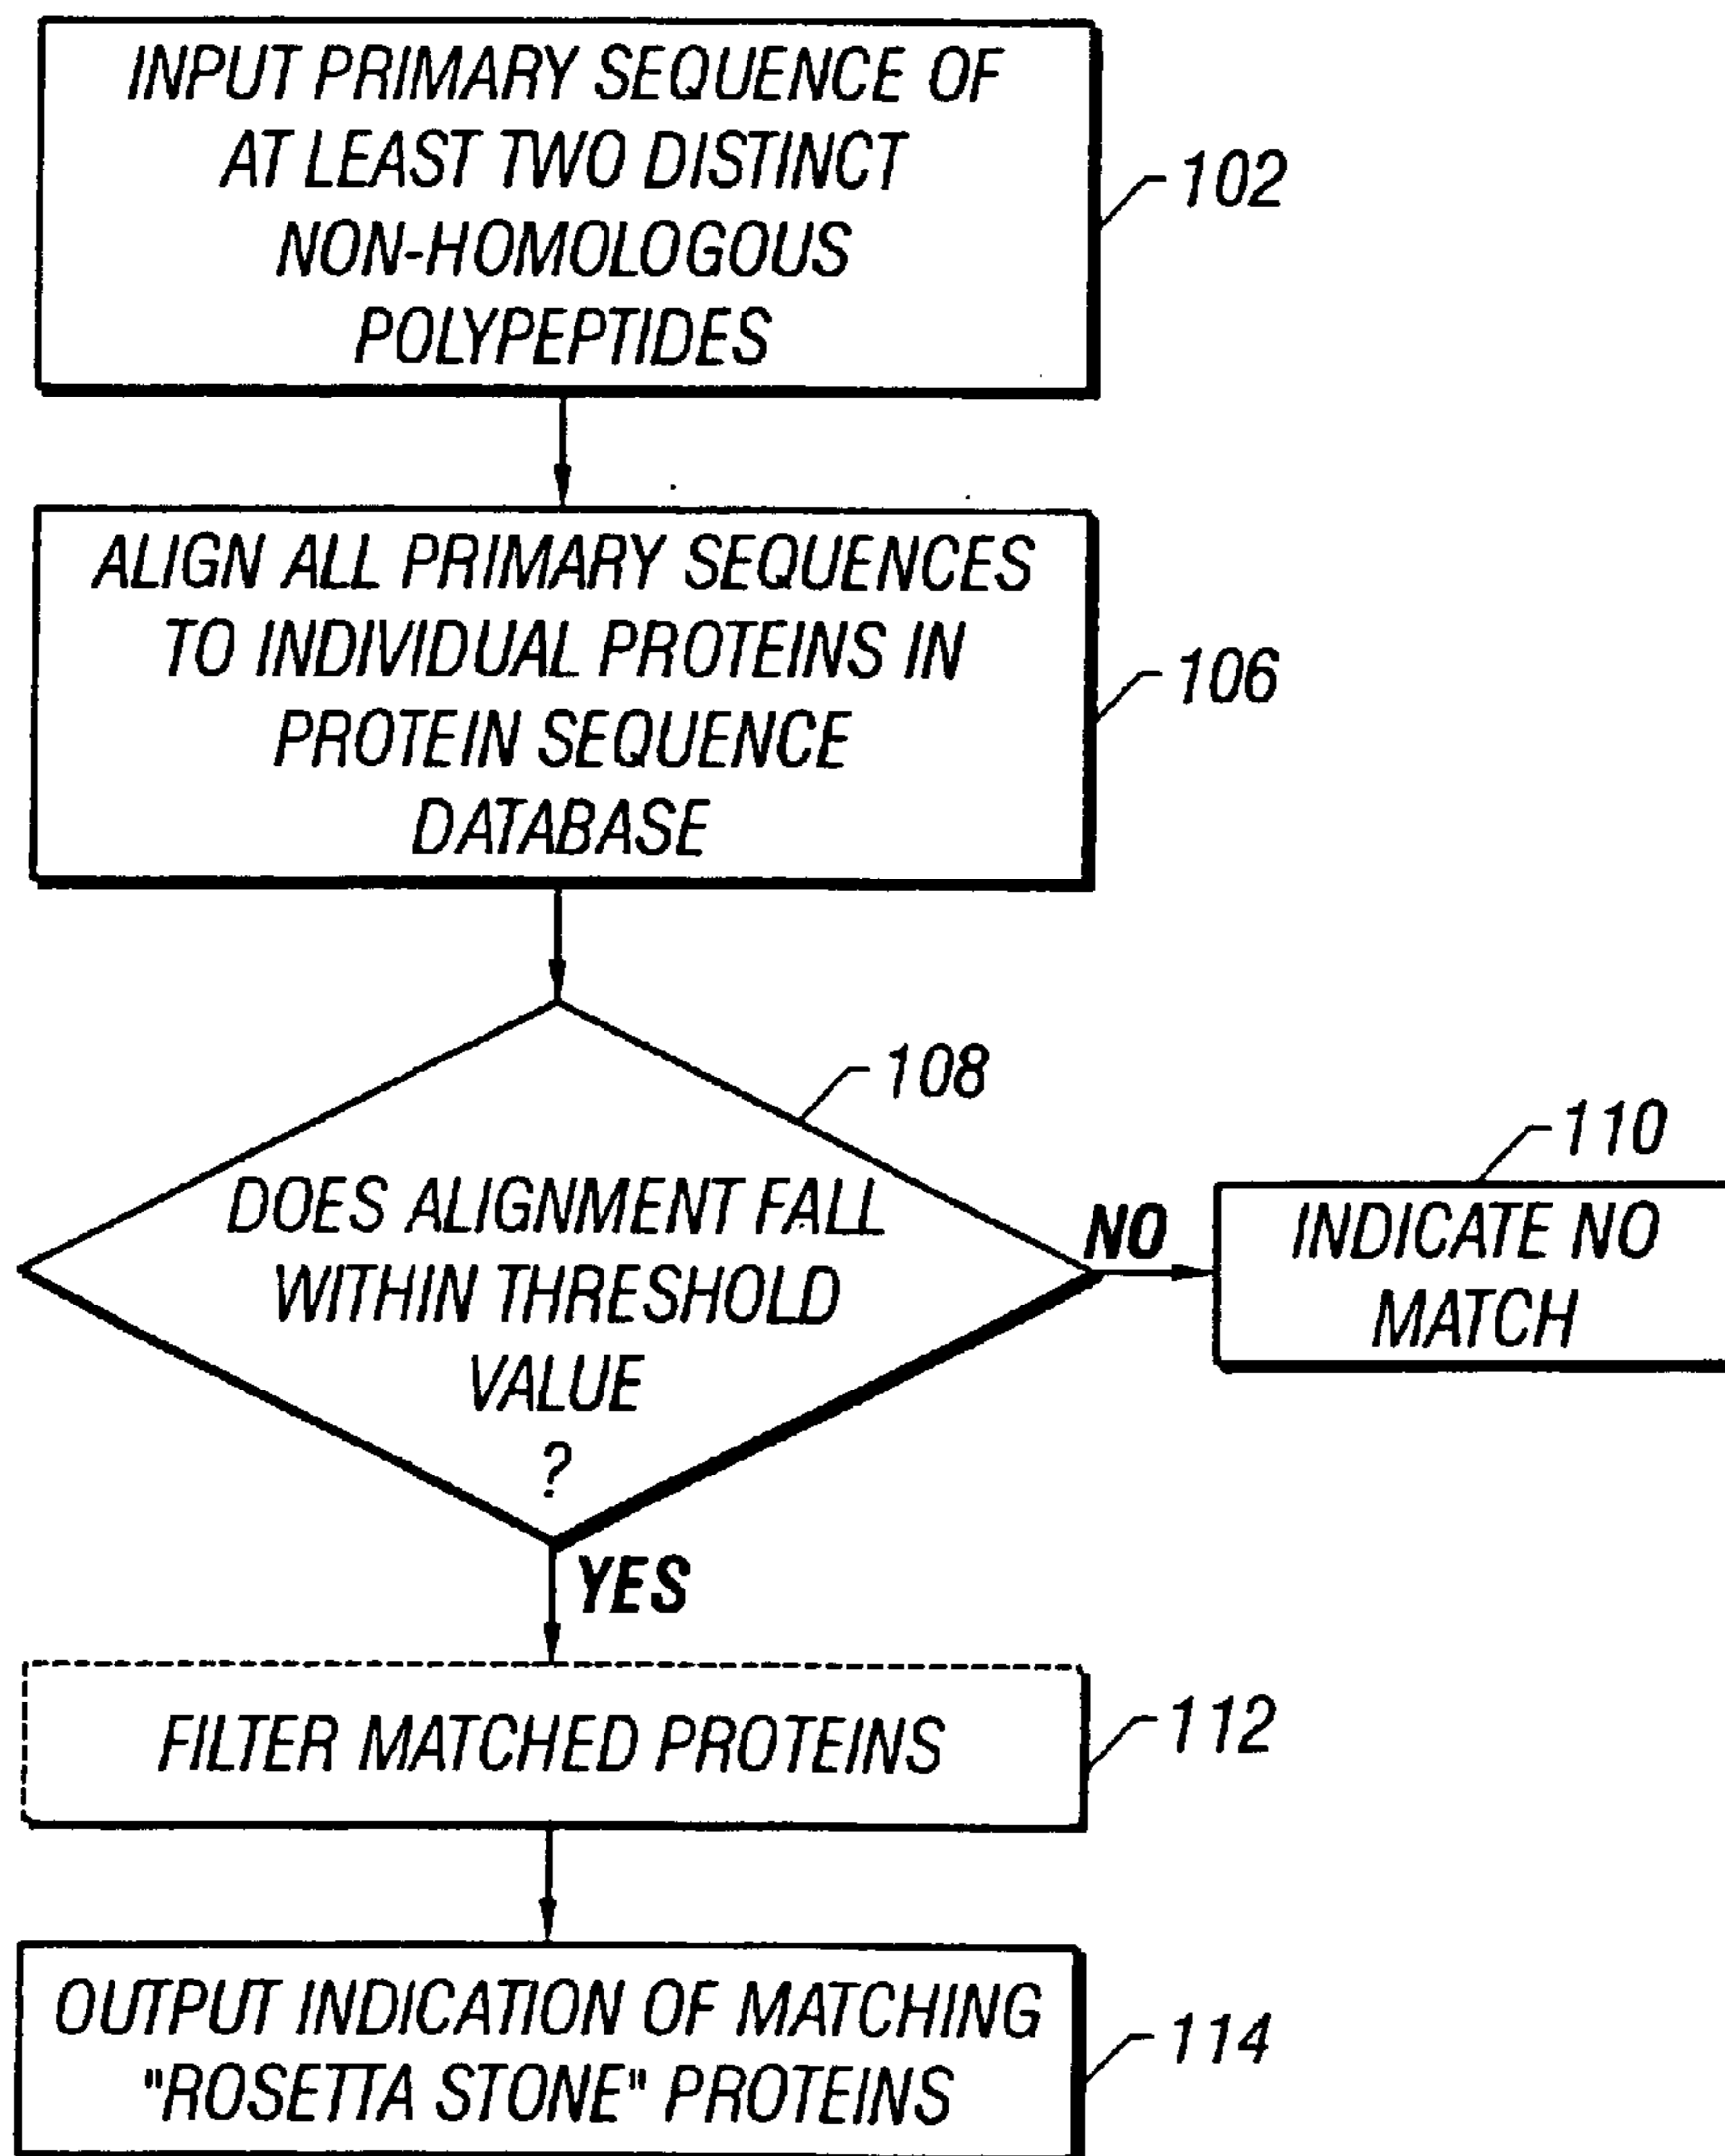 INPUT PRIMARY SEQUENCE OF
AT LEAST TWO DISTINCT
NON-HOMOLOGOUS
POLYPEPTIDES
102
ALIGN ALL PRIMARY SEQUENCES
TO INDIVIDUAL PROTEINS IN
PROTEIN SEQUENCE
DATABASE
106
108
DOES ALIGNMENT FALL
WITHIN THRESHOLD
VALUE
?
NO
110
INDICATE NO
MATCH
YES
FILTER MATCHED PROTEINS
112
OUTPUT INDICATION OF MATCHING
"ROSETTA STONE" PROTEINS
114